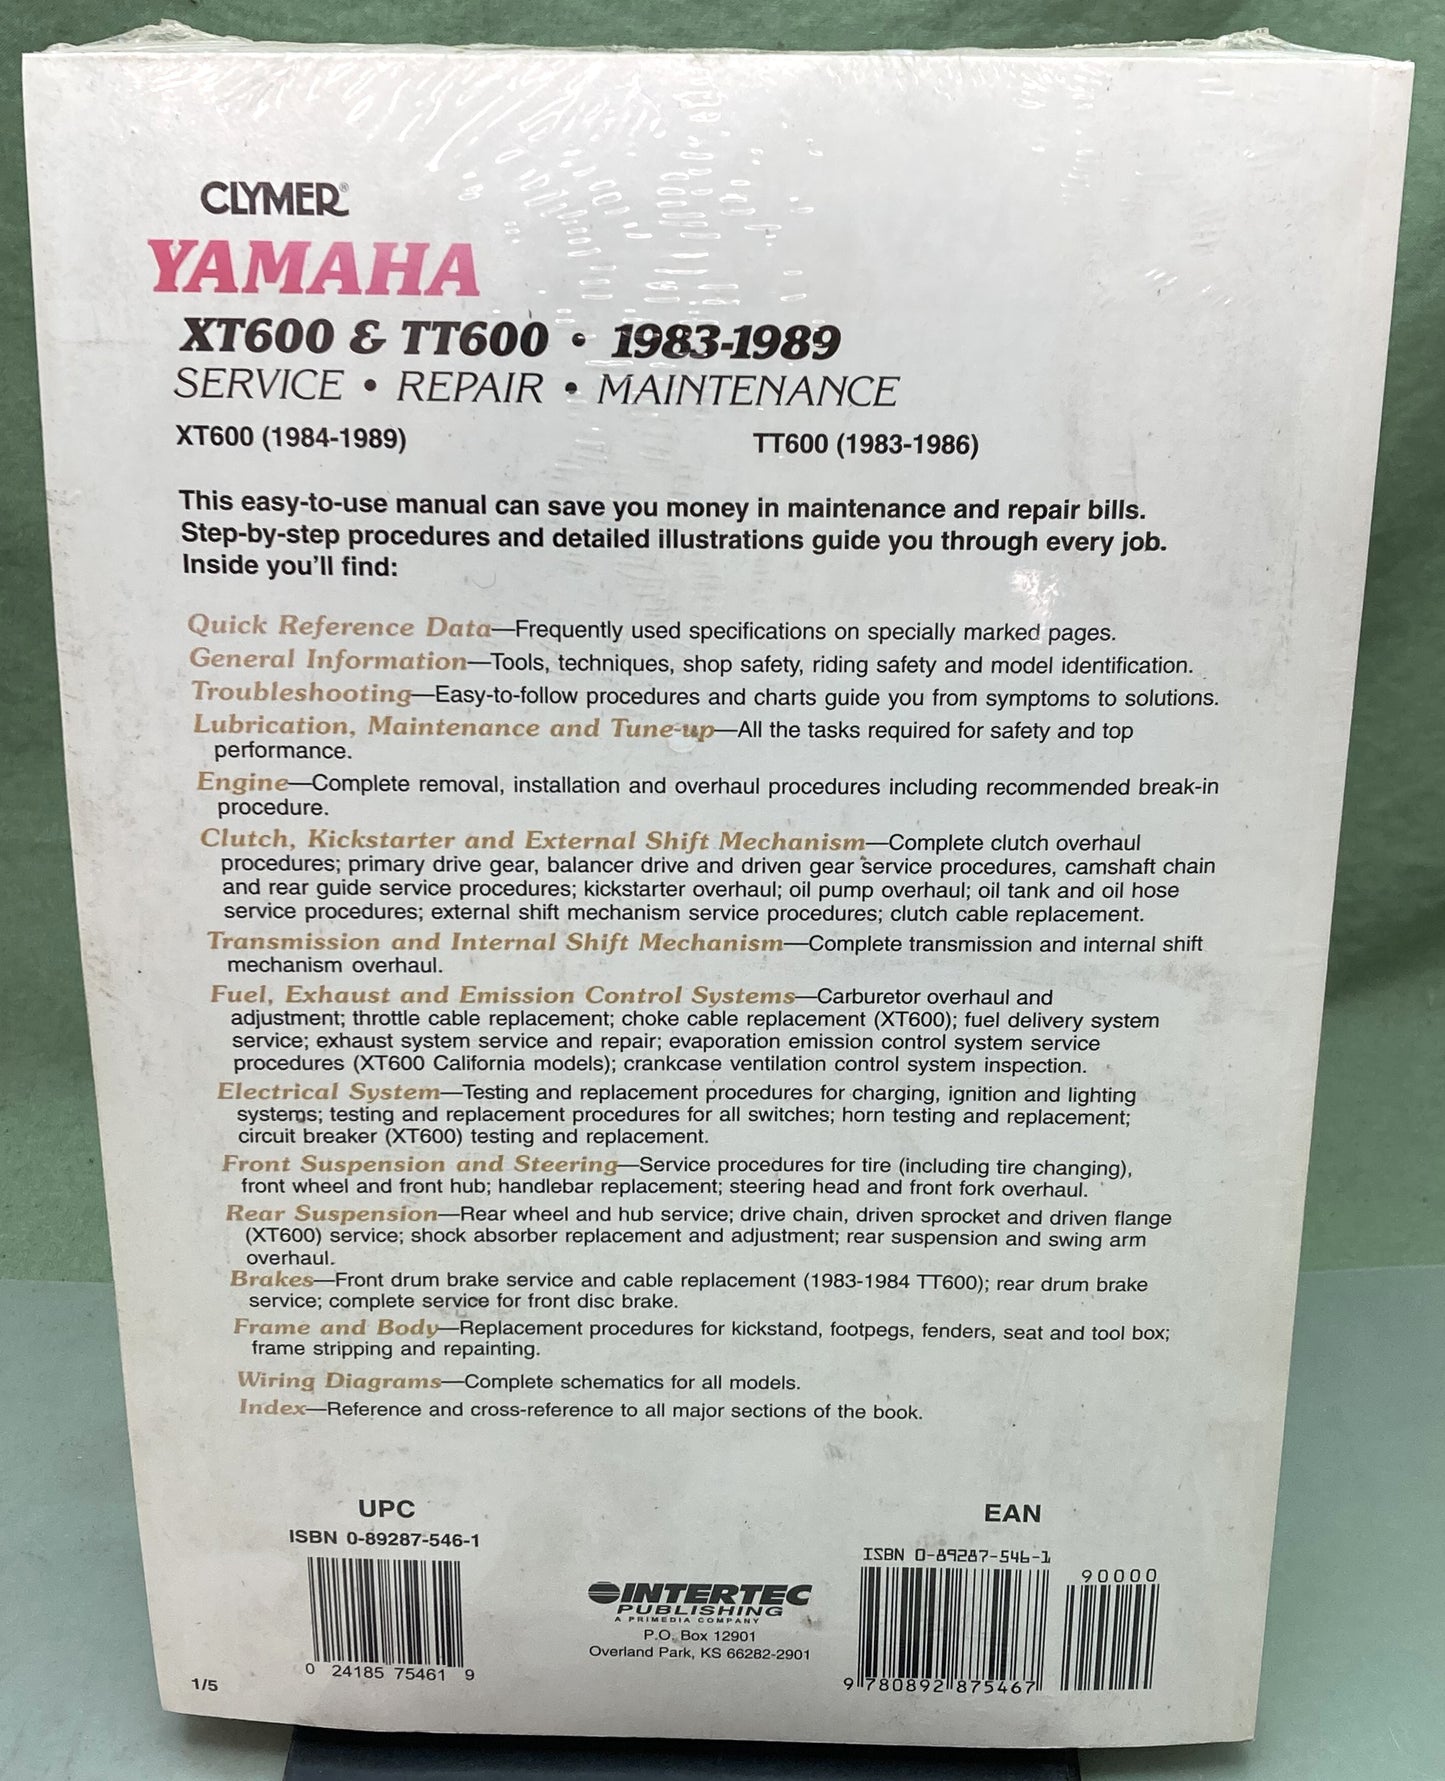 CLYMER®
YAMAHA
XT600 & TT600 • 1983-1989
SERVICE • REPAIR • MAINTENANCE
XT600 (1984-1989) TT600 (1983-1986)
This easy-to-use manual can save you money in maintenance and repair bills.
Step-by-step procedures and detailed illustrations guide you through every job.
Inside you'll find:
Quick Reference Data—Frequently used specifications on specially marked pages.
General Information—Tools, techniques, shop safety, riding safety and model identification.
Troubleshooting—Easy-to-follow procedures and charts guide you from symptoms to solutions.
Lubrication, Maintenance and Tune-up—All the tasks required for safety and top
performance.
Engine—Complete removal, installation and overhaul procedures including recommended break-in
procedure.
Clutch, Kickstarter and External Shift Mechanism—Complete clutch overhaul
procedures; primary drive gear, balancer drive and driven gear service procedures, camshaft chain
and rear guide service procedures; kickstarter overhaul; oil pump overhaul; oil tank and oil hose
service procedures; external shift mechanism service procedures; clutch cable replacement.
Transmission and Internal Shift Mechanism—Complete transmission and internal shift
mechanism overhaul.
Fuel, Exhaust and Emission Control Systems—Carburetor overhaul and
adjustment; throttle cable replacement; choke cable replacement (XT600); fuel delivery system
service; exhaust system service and repair; evaporation emission control system service
procedures (XT600 California models); crankcase ventilation control system inspection.
Electrical System—Testing and replacement procedures for charging, ignition and lighting
systems; testing and replacement procedures for all switches; horn testing and replacement;
circuit breaker (XT600) testing and replacement.
Front Suspension and Steering—Service procedures for tire (including tire changing),
front wheel and front hub; handlebar replacement; steering head and front fork overhaul.
Rear Suspension—Rear wheel and hub service; drive chain, driven sprocket and driven flange
(XT600) service; shock absorber replacement and adjustment; rear suspension and swing arm
overhaul.
Brakes—Front drum brake service and cable replacement (1983-1984 TT600); rear drum brake
service; complete service for front disc brake.
Frame and Body—Replacement procedures for kickstand, footpegs, fenders, seat and tool box;
frame stripping and repainting.
Wiring Diagrams—Complete schematics for all models.
Index—Reference and cross-reference to all major sections of the book.
UPC
ISBN 0-89287-546-1
0 24185 75461 9
1/5
INTERTEC
PUBLISHING
A PRIMEDIA COMPANY
P.O. Box 12901
Overland Park, KS 66282-2901
EAN
ISBN 0-89287-546-1
90000
9 780892 875467